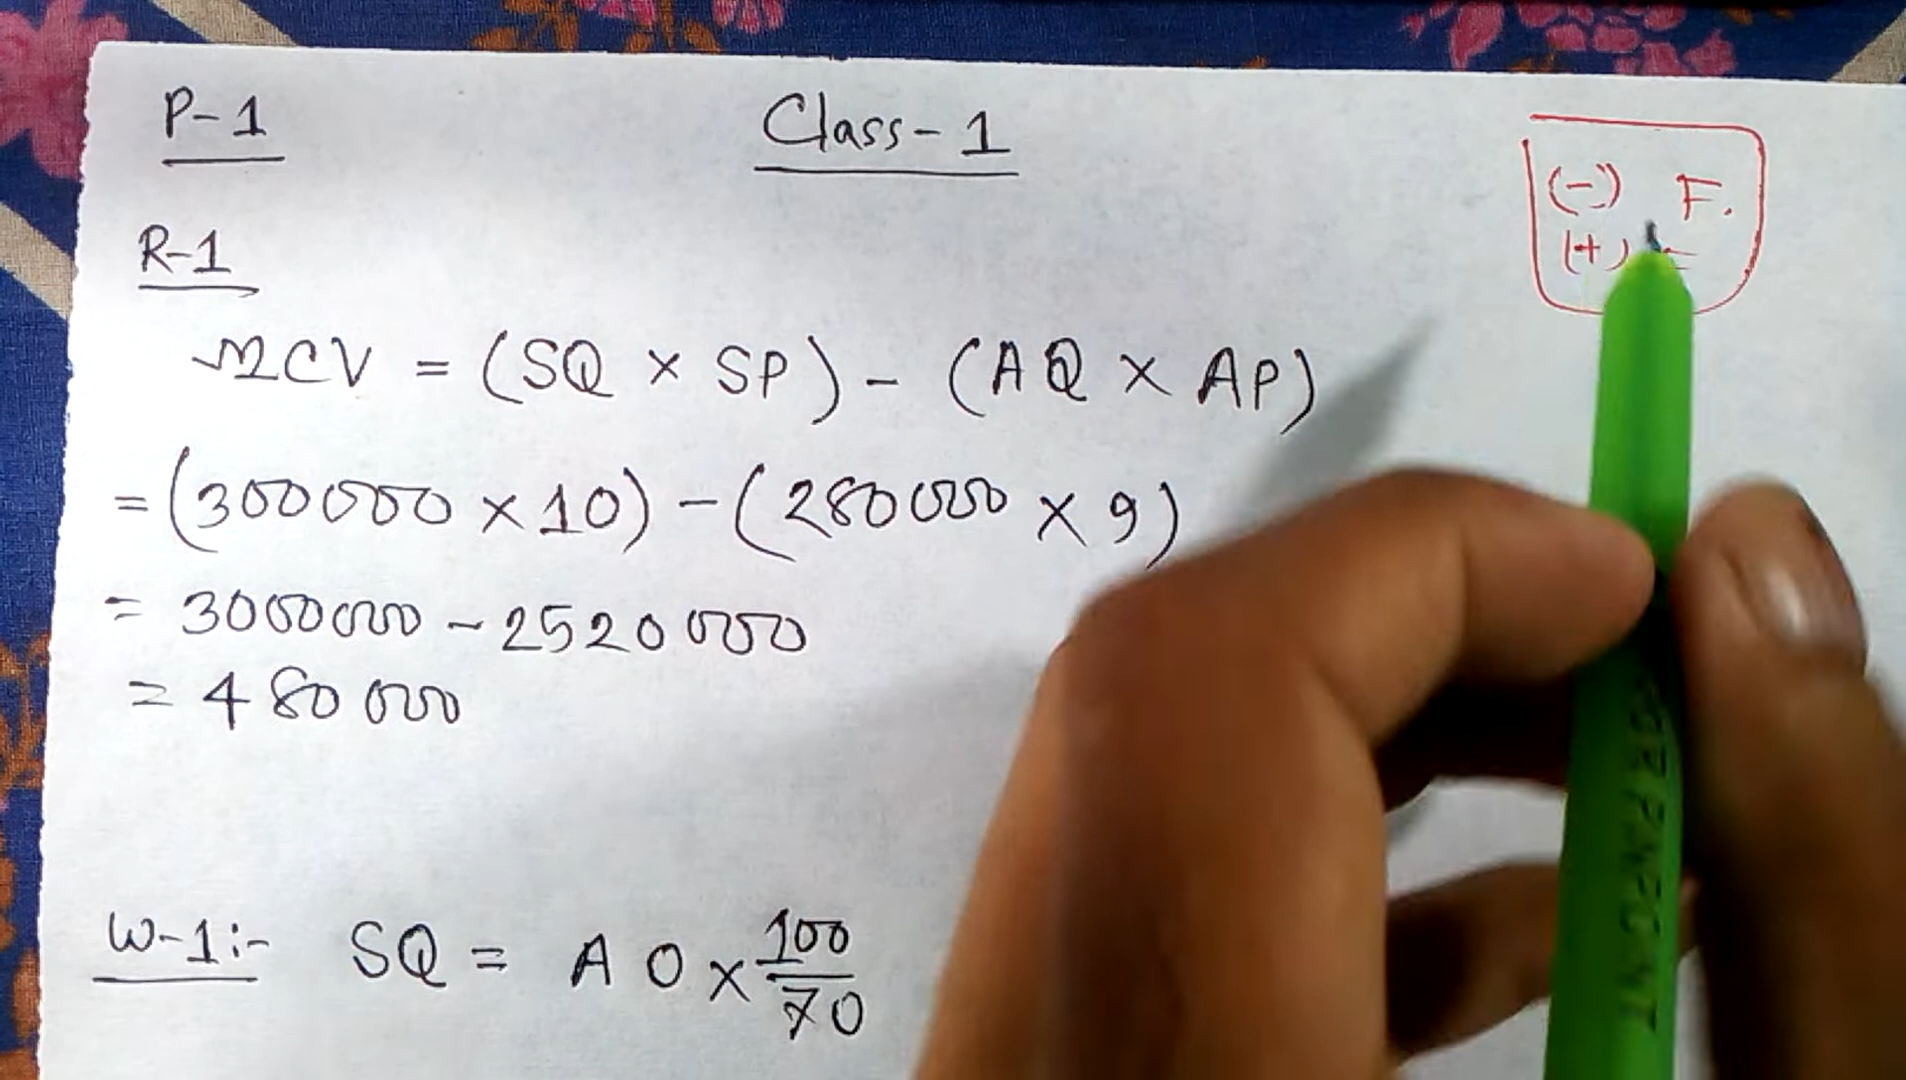 P-1
Class-1
(-) F.
(+)
R-1
MCV = (SQ × SP) - (AQ × AP)
= (300000 × 10) - (280000 × 9)
= 3000000 - 2520000
= 480000
W-1:- SQ = AO × 100/70